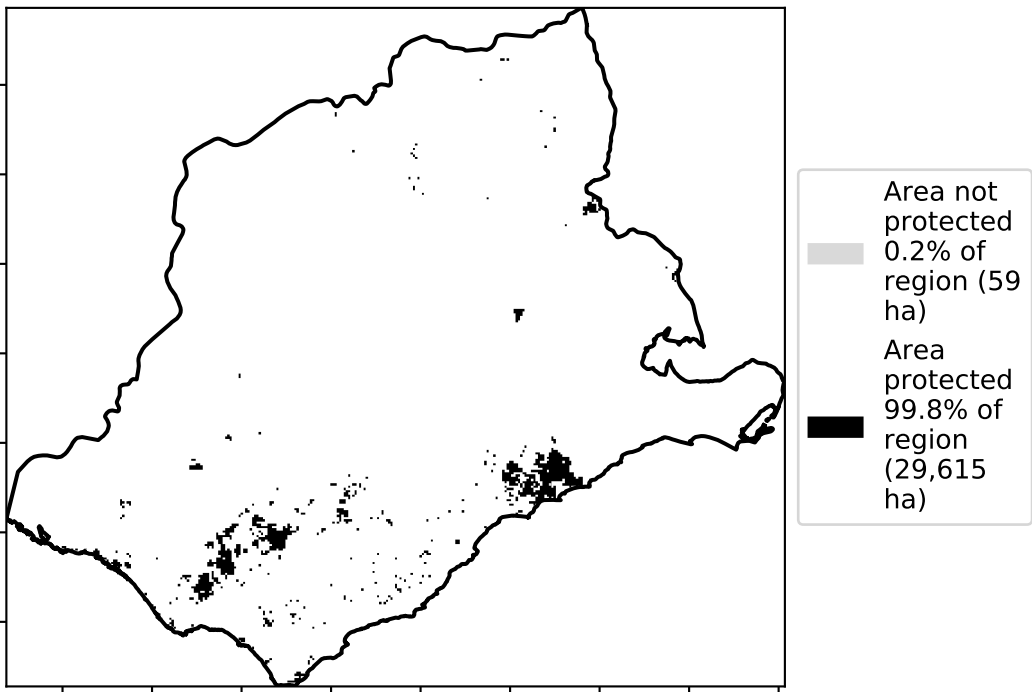 Area not
protected
0.2% of
region (59
ha)
Area
protected
99.8% of
region
(29,615
ha)